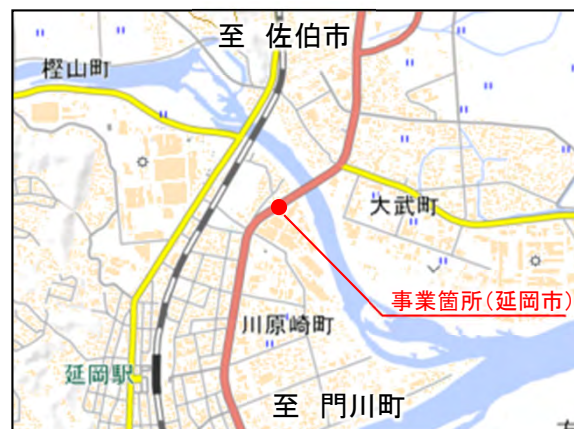 至 佐伯市
樫山町
大武町
事業箇所(延岡市)
川原崎町
延岡駅
至 門川町
方